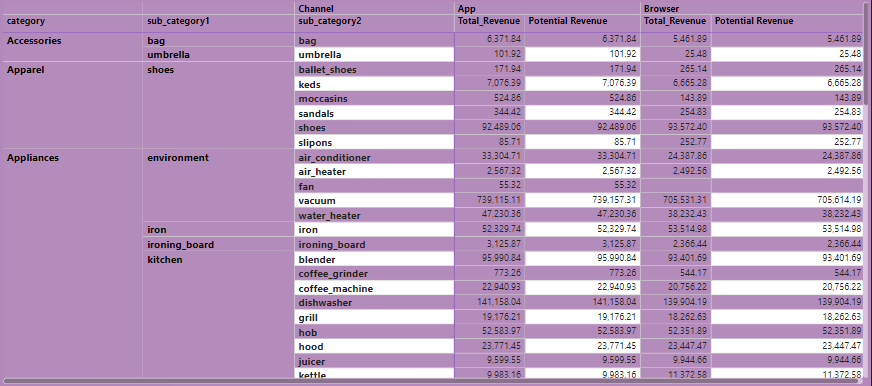 Channel App Browser
category sub_category1 sub_category2 Total_Revenue Potential Revenue Total_Revenue Potential Revenue
Accessories bag bag 6,371.84 6,371.84 5,461.89 5,461.89
umbrella umbrella 101.92 101.92 25.48 25.48
Apparel shoes ballet_shoes 171.94 171.94 265.14 265.14
keds 7,076.39 7,076.39 6,665.28 6,665.28
moccasins 524.86 524.86 143.89 143.89
sandals 344.42 344.42 254.83 254.83
shoes 92,489.06 92,489.06 93,572.40 93,572.40
slipons 85.71 85.71 252.77 252.77
Appliances environment air_conditioner 33,304.71 33,304.71 24,387.86 24,387.86
air_heater 2,567.32 2,567.32 2,492.56 2,492.56
fan 55.32 55.32
vacuum 739,115.11 739,157.31 705,531.31 705,614.19
water_heater 47,230.36 47,230.36 38,232.43 38,232.43
iron iron 52,329.74 52,329.74 53,514.98 53,514.98
ironing_board ironing_board 3,125.87 3,125.87 2,366.44 2,366.44
kitchen blender 95,990.84 95,990.84 93,401.69 93,401.69
coffee_grinder 773.26 773.26 544.17 544.17
coffee_machine 22,940.93 22,940.93 20,756.22 20,756.22
dishwasher 141,158.04 141,158.04 139,904.19 139,904.19
grill 19,176.21 19,176.21 18,262.63 18,262.63
hob 52,583.97 52,583.97 52,351.89 52,351.89
hood 23,771.45 23,771.45 23,447.47 23,447.47
juicer 9,599.55 9,599.55 9,944.66 9,944.66
kettle 9,983.16 9,983.16 11,372.58 11,372.58